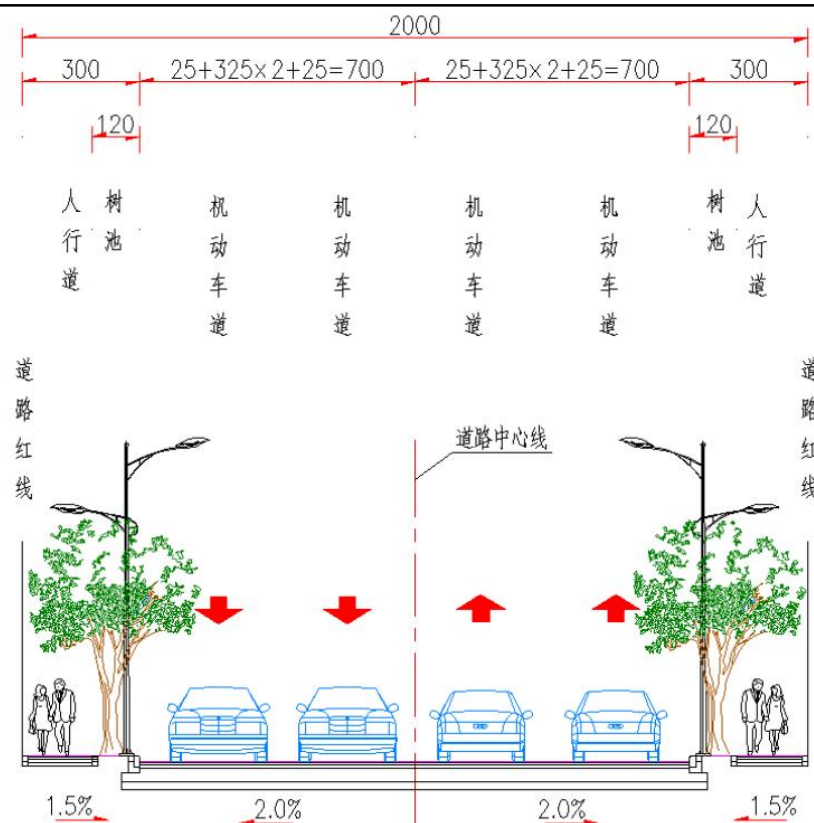 2000
300
25+325×2+25=700
25+325×2+25=700
300
120
120
人行道
树池
机动车道
机动车道
机动车道
机动车道
树池
人行道
道路红线
道路中心线
道路红线
1.5%
2.0%
2.0%
1.5%